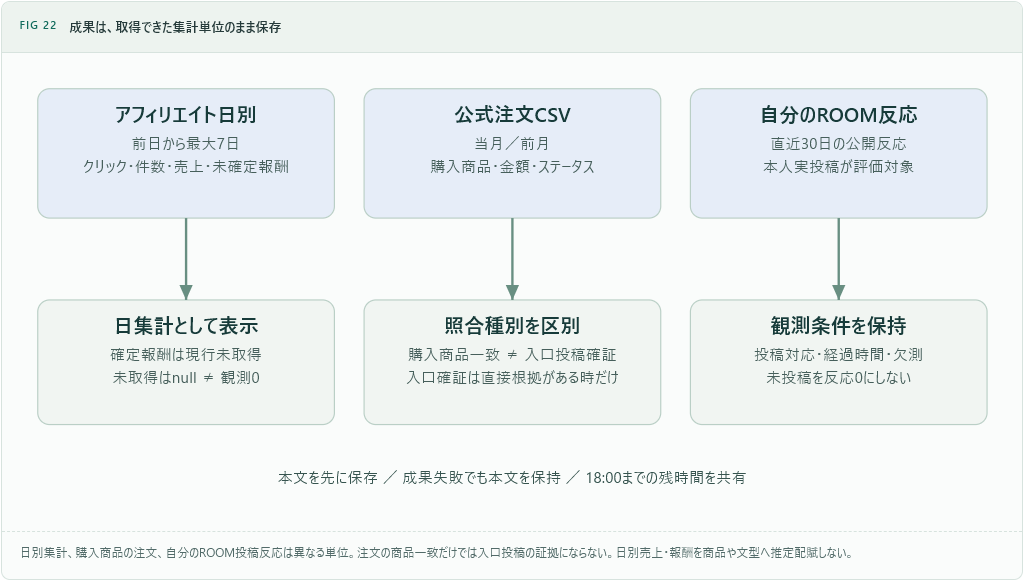 FIG 22 成果は、取得できた集計単位のまま保存
アフィリエイト日別
前日から最大7日
クリック・件数・売上・未確定報酬
公式注文CSV
当月／前月
購入商品・金額・ステータス
自分のROOM反応
直近30日の公開反応
本人実投稿が評価対象
日集計として表示
確定報酬は現行未取得
未取得はnull ≠ 観測0
照合種別を区別
購入商品一致 ≠ 入口投稿確証
入口確証は直接根拠がある時だけ
観測条件を保持
投稿対応・経過時間・欠測
未投稿を反応0にしない
本文を先に保存 ／ 成果失敗でも本文を保持 ／ 18:00までの残時間を共有
日別集計、購入商品の注文、自分のROOM投稿反応は異なる単位。注文の商品一致だけでは入口投稿の証拠にならない。日別売上・報酬を商品や文型へ推定配賦しない。